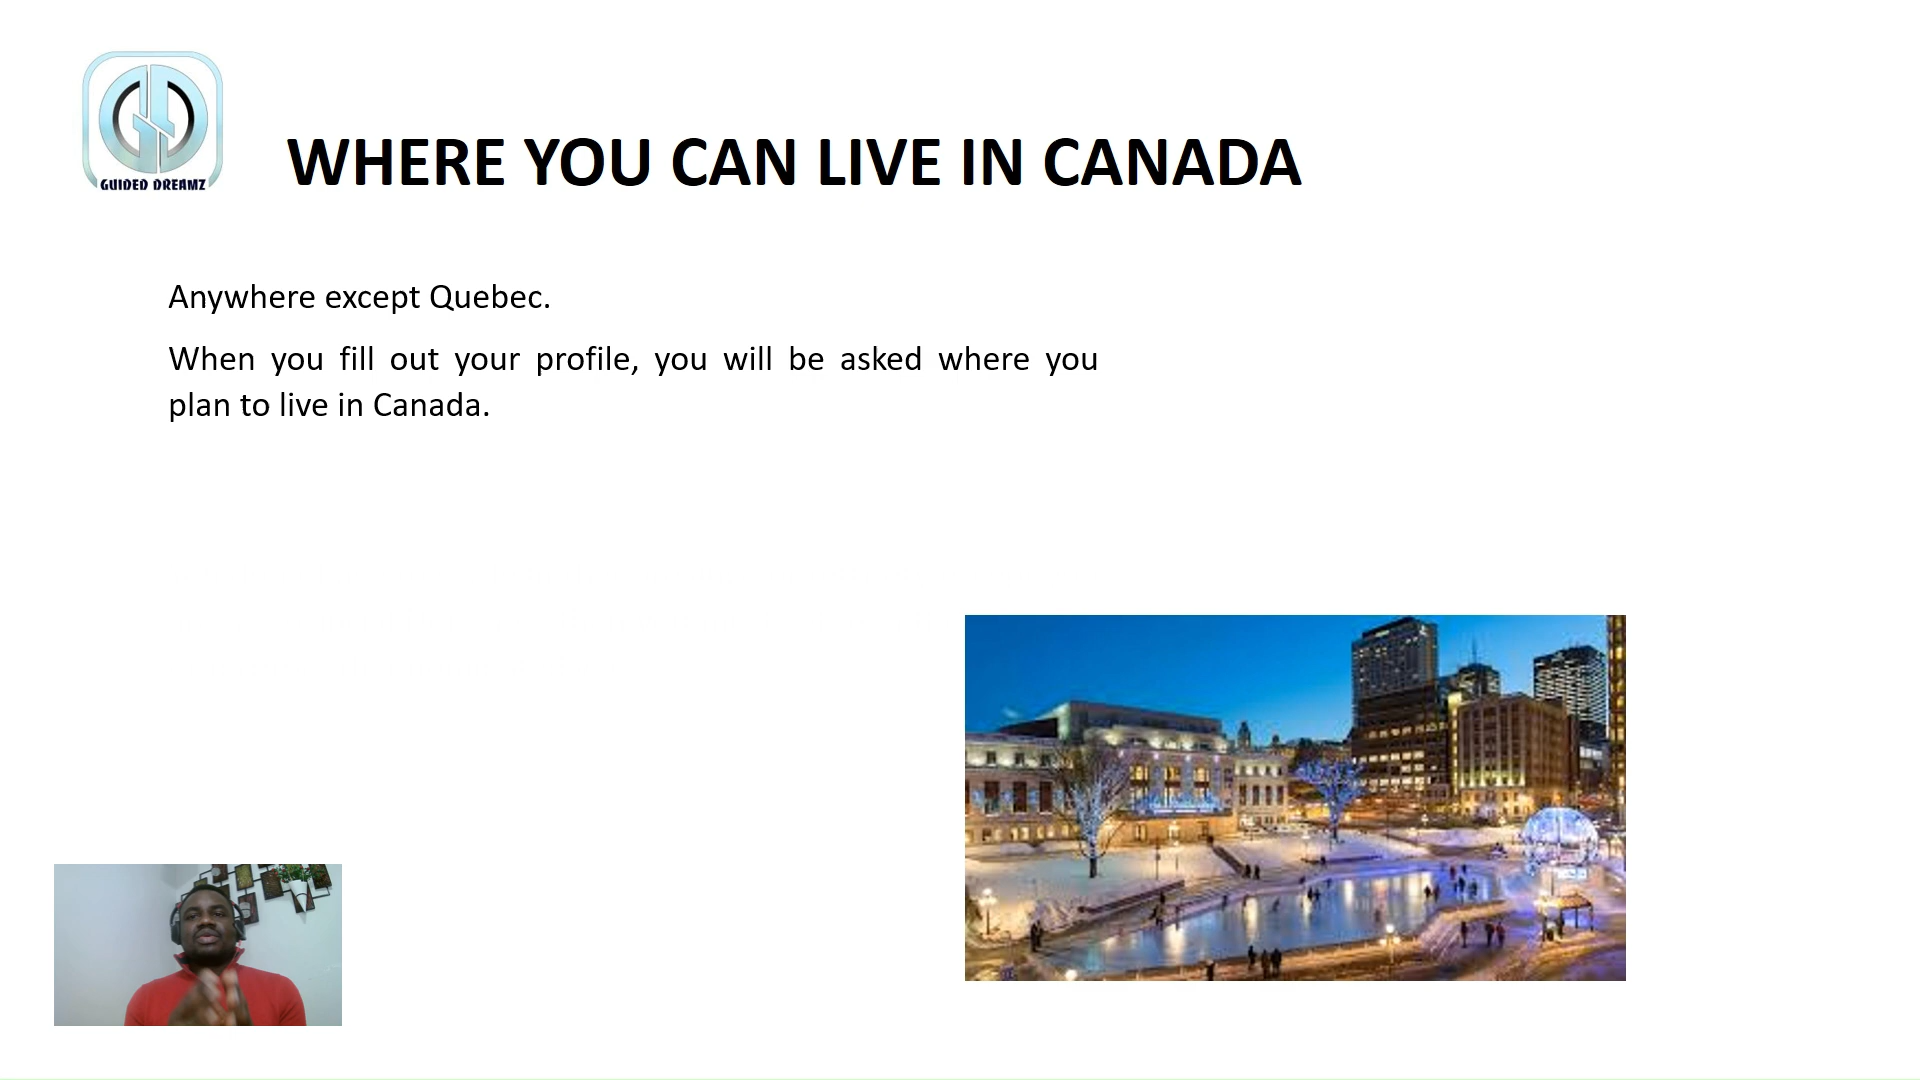 GUIDED DREAMZ
WHERE YOU CAN LIVE IN CANADA
Anywhere except Quebec.
When you fill out your profile, you will be asked where you
plan to live in Canada.